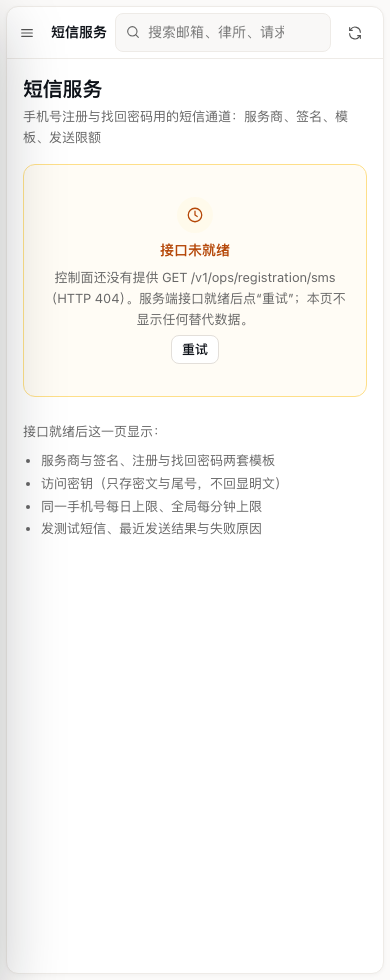 短信服务
搜索邮箱、律所、请求
短信服务
手机号注册与找回密码用的短信通道：服务商、签名、模
板、发送限额
接口未就绪
控制面还没有提供 GET /v1/ops/registration/sms
(HTTP 404)。服务端接口就绪后点“重试”；本页不
显示任何替代数据。
重试
接口就绪后这一页显示：
• 服务商与签名、注册与找回密码两套模板
• 访问密钥（只存密文与尾号，不回显明文）
• 同一手机号每日上限、全局每分钟上限
• 发测试短信、最近发送结果与失败原因